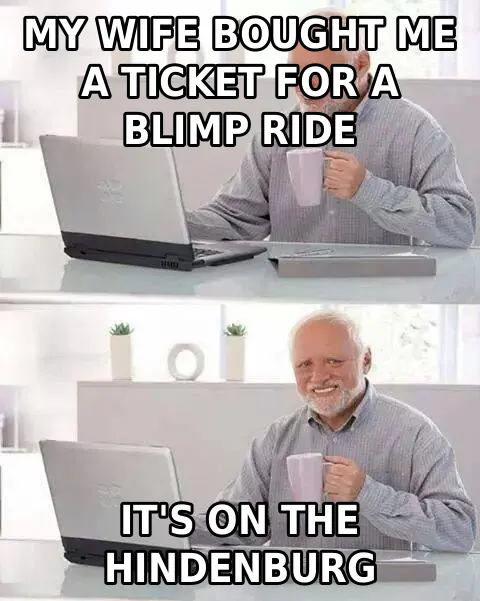 MY WIFE BOUGHT ME
A TICKET FOR A
BLIMP RIDE
IT'S ON THE
HINDENBURG